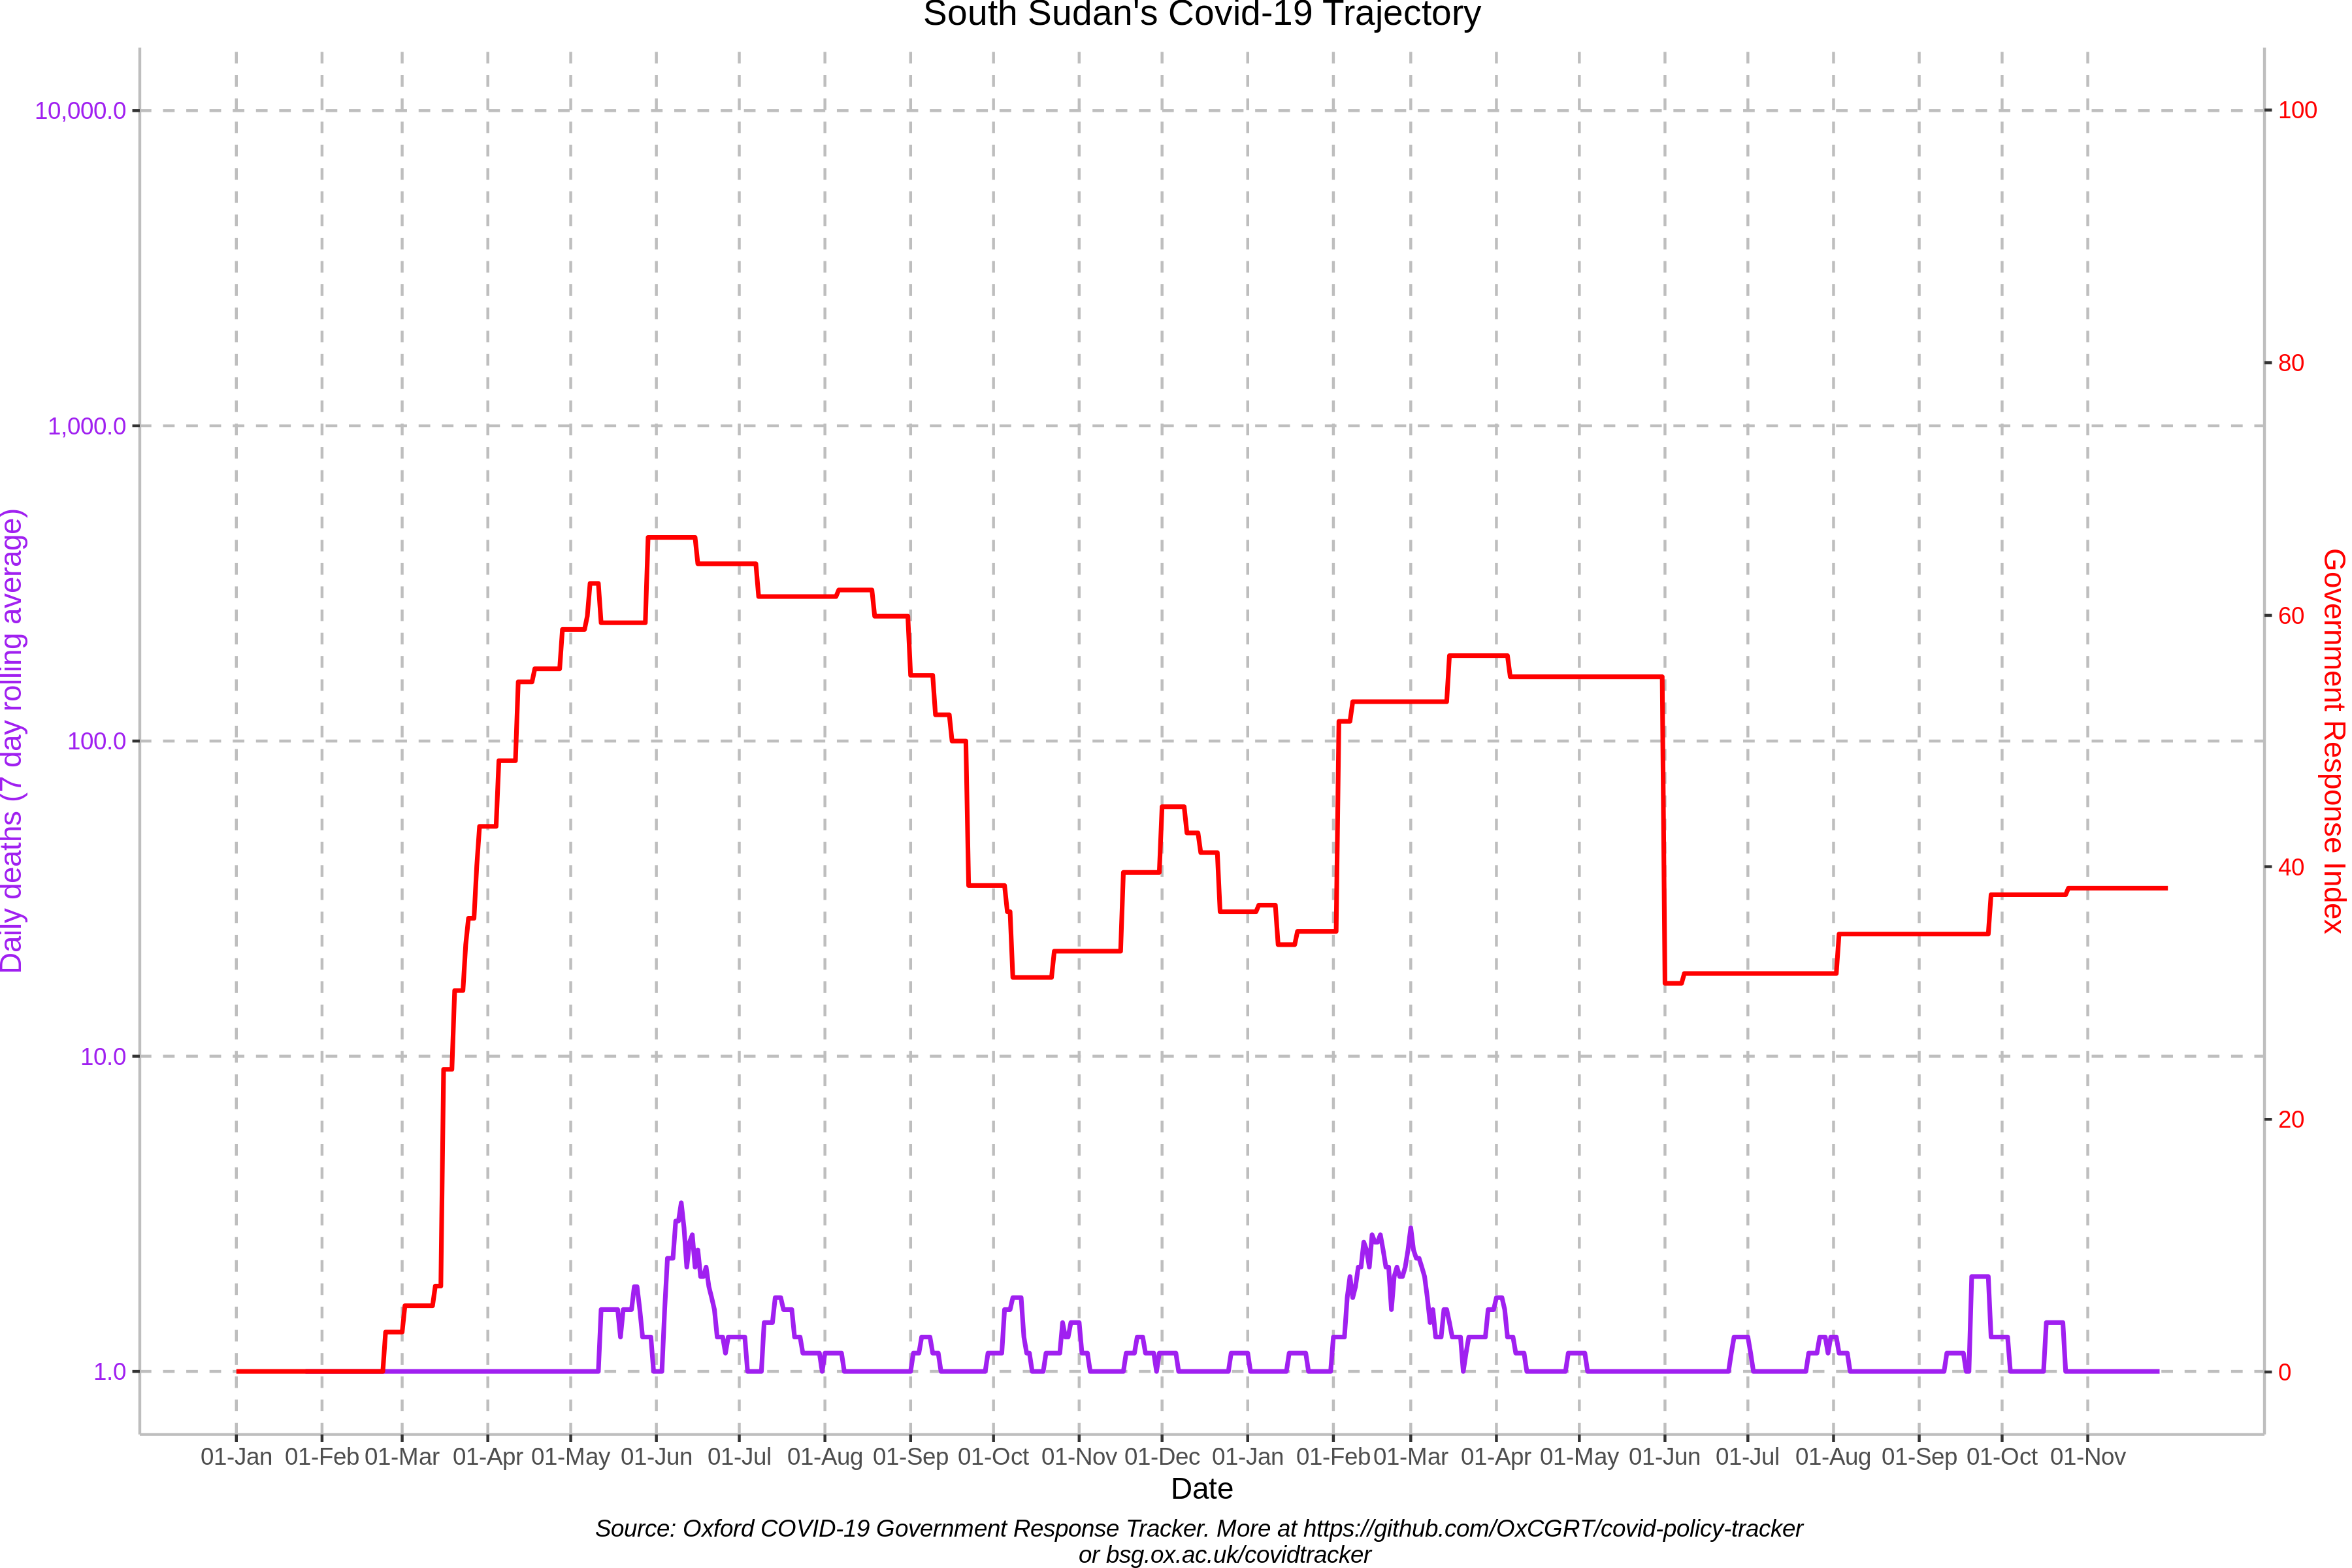 South Sudan's Covid-19 Trajectory
10,000.0
1,000.0
100.0
10.0
1.0
Daily deaths (7 day rolling average)
100
80
60
40
20
0
Government Response Index
01-Jan 01-Feb 01-Mar 01-Apr 01-May 01-Jun 01-Jul 01-Aug 01-Sep 01-Oct 01-Nov 01-Dec 01-Jan 01-Feb 01-Mar 01-Apr 01-May 01-Jun 01-Jul 01-Aug 01-Sep 01-Oct 01-Nov
Date
Source: Oxford COVID-19 Government Response Tracker. More at https://github.com/OxCGRT/covid-policy-tracker
or bsg.ox.ac.uk/covidtracker